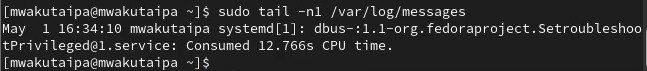 [mwakutaipa@mwakutaipa ~]$ sudo tail -n1 /var/log/messages
May  1 16:34:10 mwakutaipa systemd[1]: dbus-:1.1-org.fedoraproject.Setroubleshoo
tPrivileged@1.service: Consumed 12.766s CPU time.
[mwakutaipa@mwakutaipa ~]$